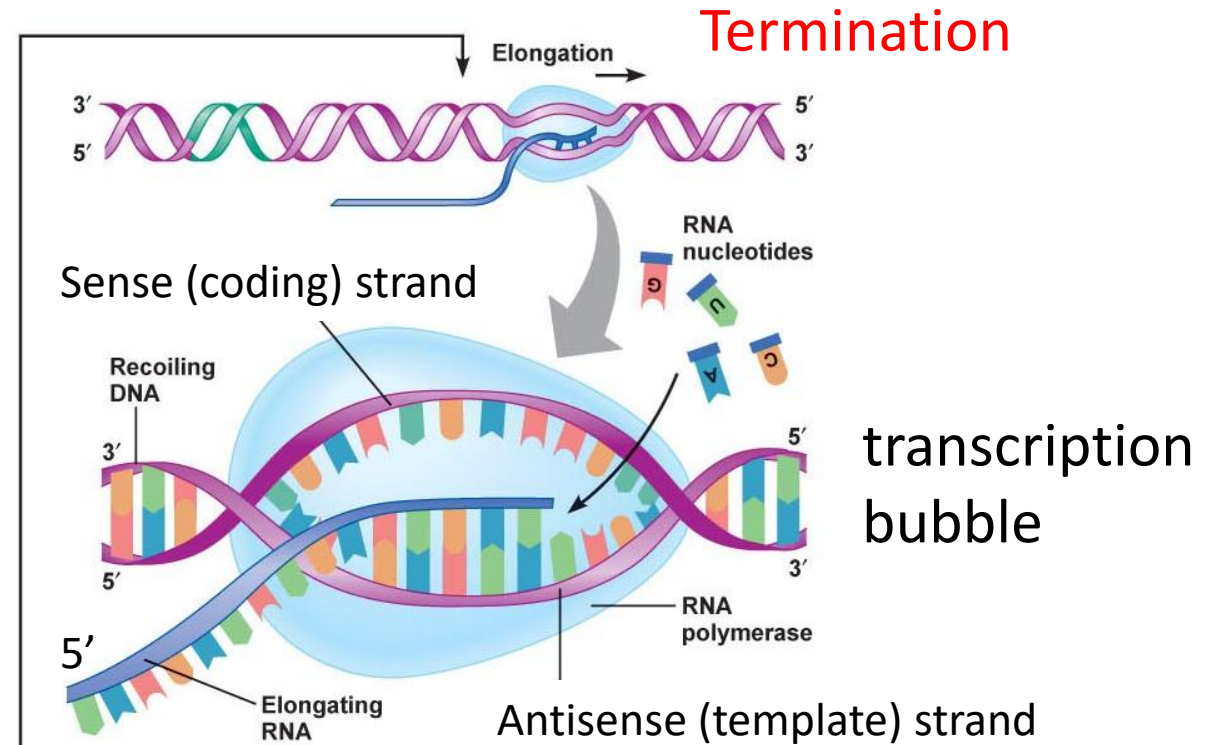 Termination
Elongation
3′
5′
5′
3′
RNA
nucleotides
G
U
A
C
Sense (coding) strand
Recoiling
DNA
3′
5′
5′
3′
transcription
bubble
RNA
polymerase
5’
Elongating
RNA
Antisense (template) strand